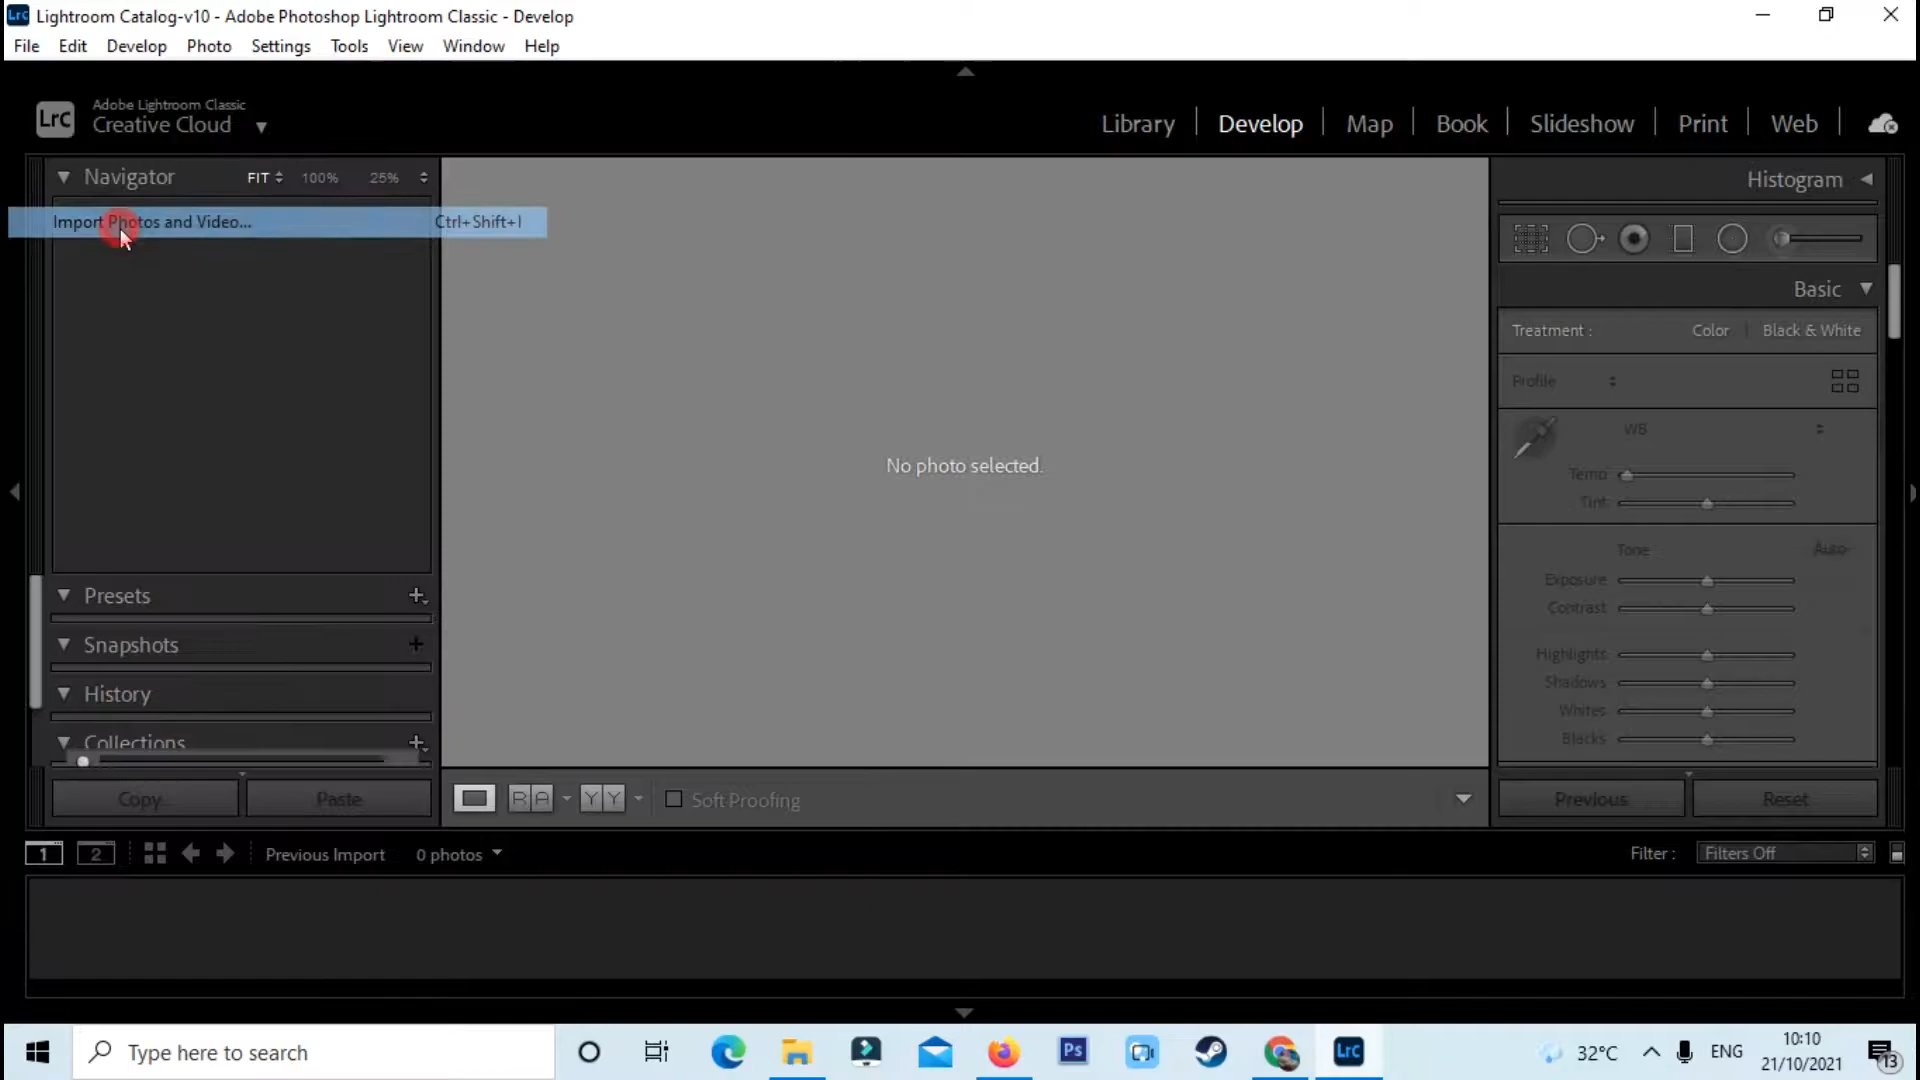 Lrc Lightroom Catalog-v10 - Adobe Photoshop Lightroom Classic - Develop
File Edit Develop Photo Settings Tools View Window Help
LrC Adobe Lightroom Classic
Creative Cloud
Library Develop Map Book Slideshow Print Web
Navigator FIT 100% 25%
Histogram
Import Photos and Video... Ctrl+Shift+I
Basic
Treatment : Color Black & White
Profile
WB
Temp
Tint
No photo selected.
Tone Auto
Exposure
Contrast
Highlights
Shadows
Whites
Blacks
Presets
Snapshots
History
Collections
Copy... Paste
R A Y Y Soft Proofing
Previous Reset
1 2 Previous Import 0 photos
Filter : Filters Off
Type here to search
Ps
LrC
32°C ENG
10:10
21/10/2021
13